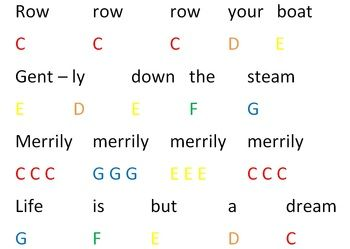 Row row row your boat
C C C D E
Gent – ly down the steam
E D E F G
Merrily merrily merrily merrily
C C C G G G E E E C C C
Life is but a dream
G F E D C